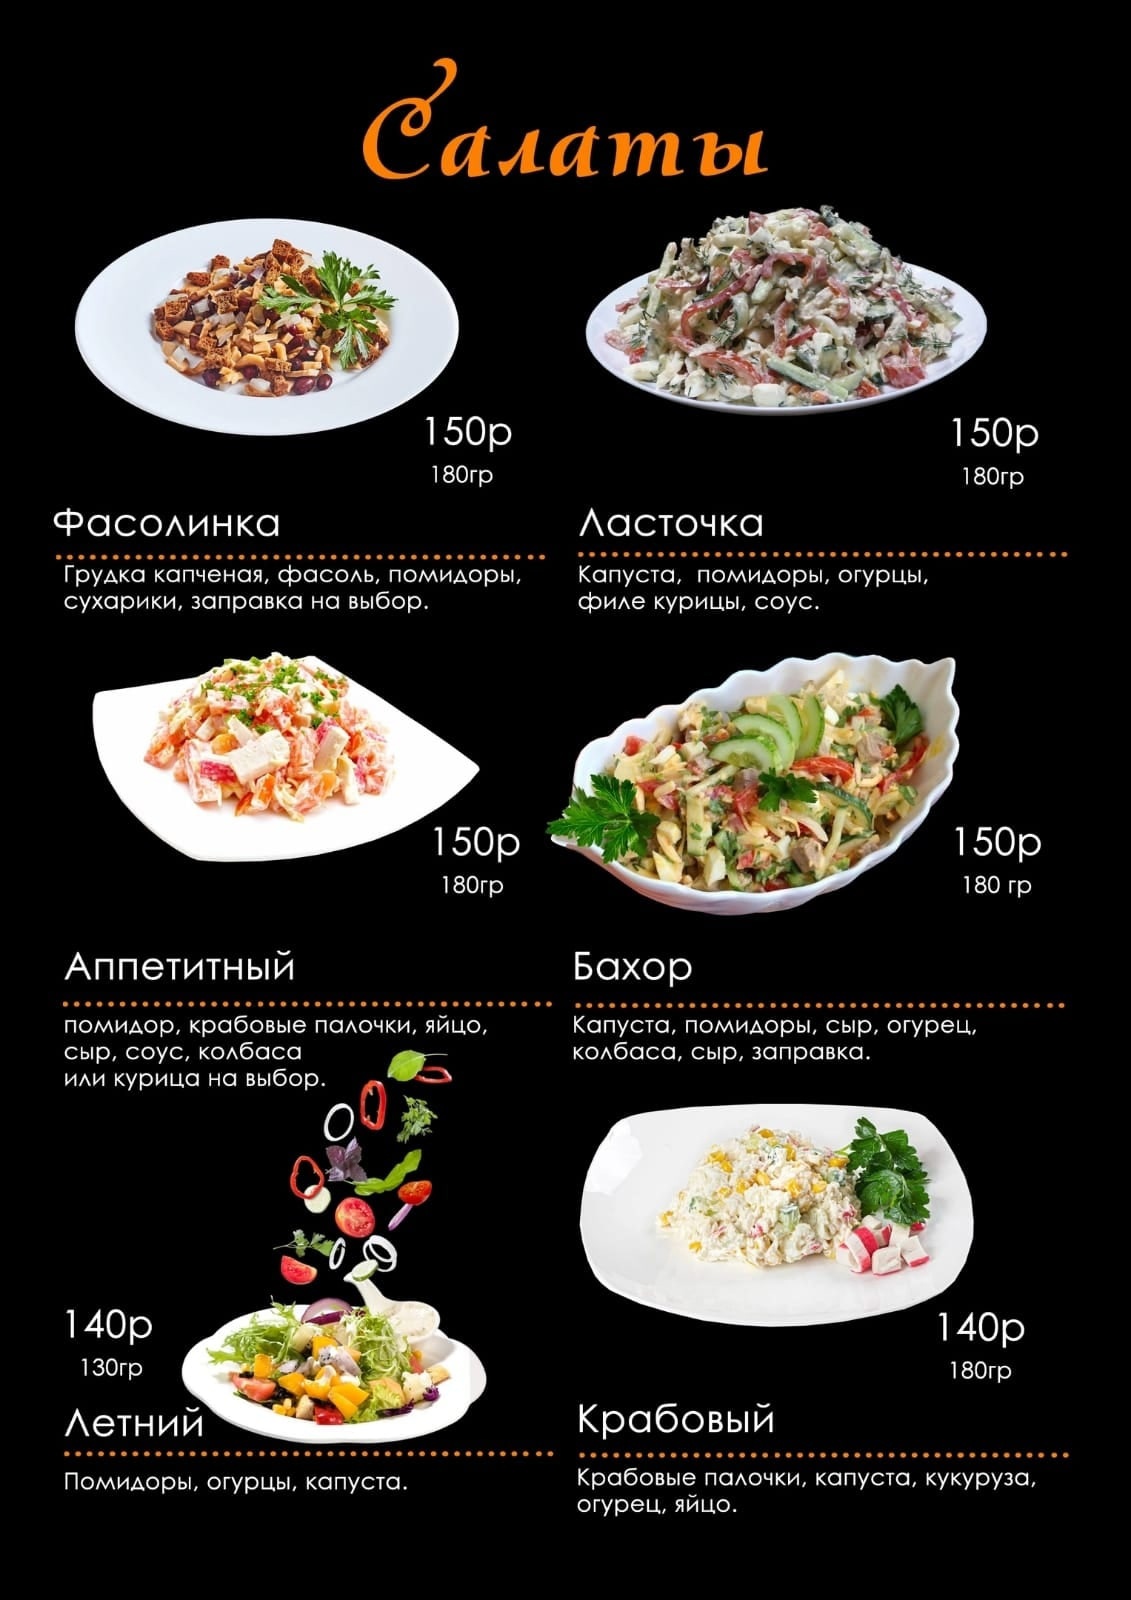 Салаты
150р
180гр
Фасолинка
Грудка капченая, фасоль, помидоры,
сухарики, заправка на выбор.
150р
180гр
Ласточка
Капуста, помидоры, огурцы,
филе курицы, соус.
150р
180гр
Аппетитный
помидор, крабовые палочки, яйцо,
сыр, соус, колбаса
или курица на выбор.
150р
180 гр
Бахор
Капуста, помидоры, сыр, огурец,
колбаса, сыр, заправка.
140р
130гр
Летний
Помидоры, огурцы, капуста.
140р
180гр
Крабовый
Крабовые палочки, капуста, кукуруза,
огурец, яйцо.